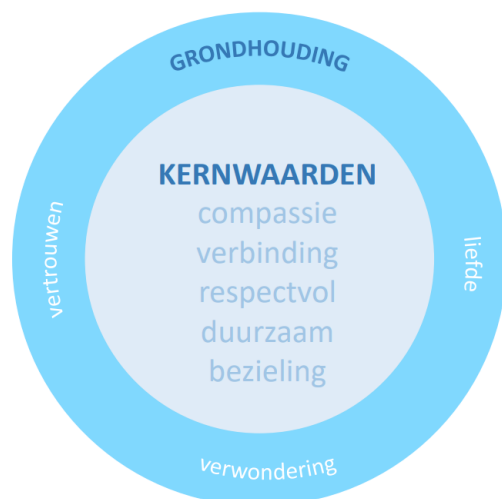 GRONDHOUDING
KERNWAARDEN
compassie
verbinding
respectvol
duurzaam
bezieling
vertrouwen
liefde
verwondering